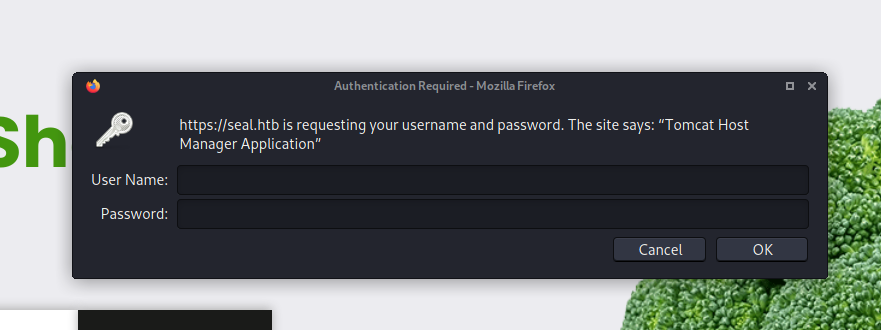 Authentication Required - Mozilla Firefox
Sh
https://seal.htb is requesting your username and password. The site says: “Tomcat Host
Manager Application”
User Name:
Password:
Cancel OK